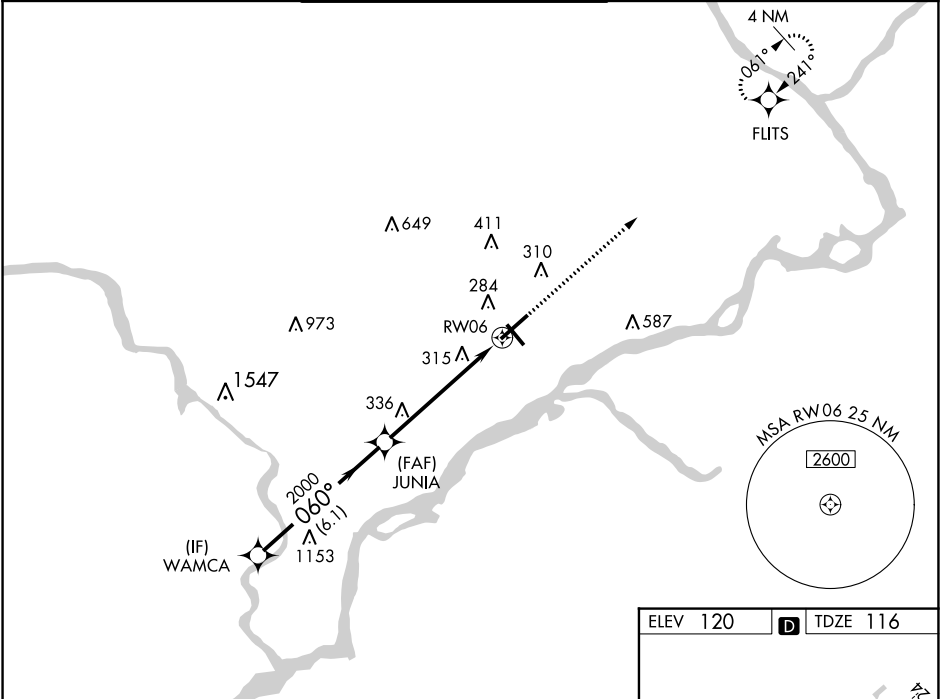 4 NM
061°
241°
FLITS
649
411
310
284
RW06
587
973
315
1547
336
(FAF)
JUNIA
2000
060°
(6.1)
(IF)
WAMCA
1153
MSA RW06 25 NM
2600
ELEV 120
D
TDZE 116
24